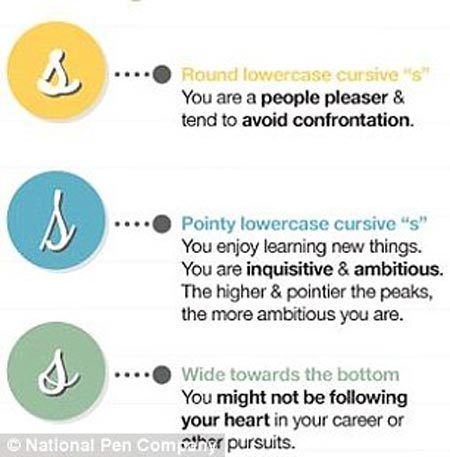 Round lowercase cursive “s”
You are a people pleaser &
tend to avoid confrontation.
Pointy lowercase cursive “s”
You enjoy learning new things.
You are inquisitive & ambitious.
The higher & pointier the peaks,
the more ambitious you are.
Wide towards the bottom
You might not be following
your heart in your career or
other pursuits.
© National Pen Company
s
s
s